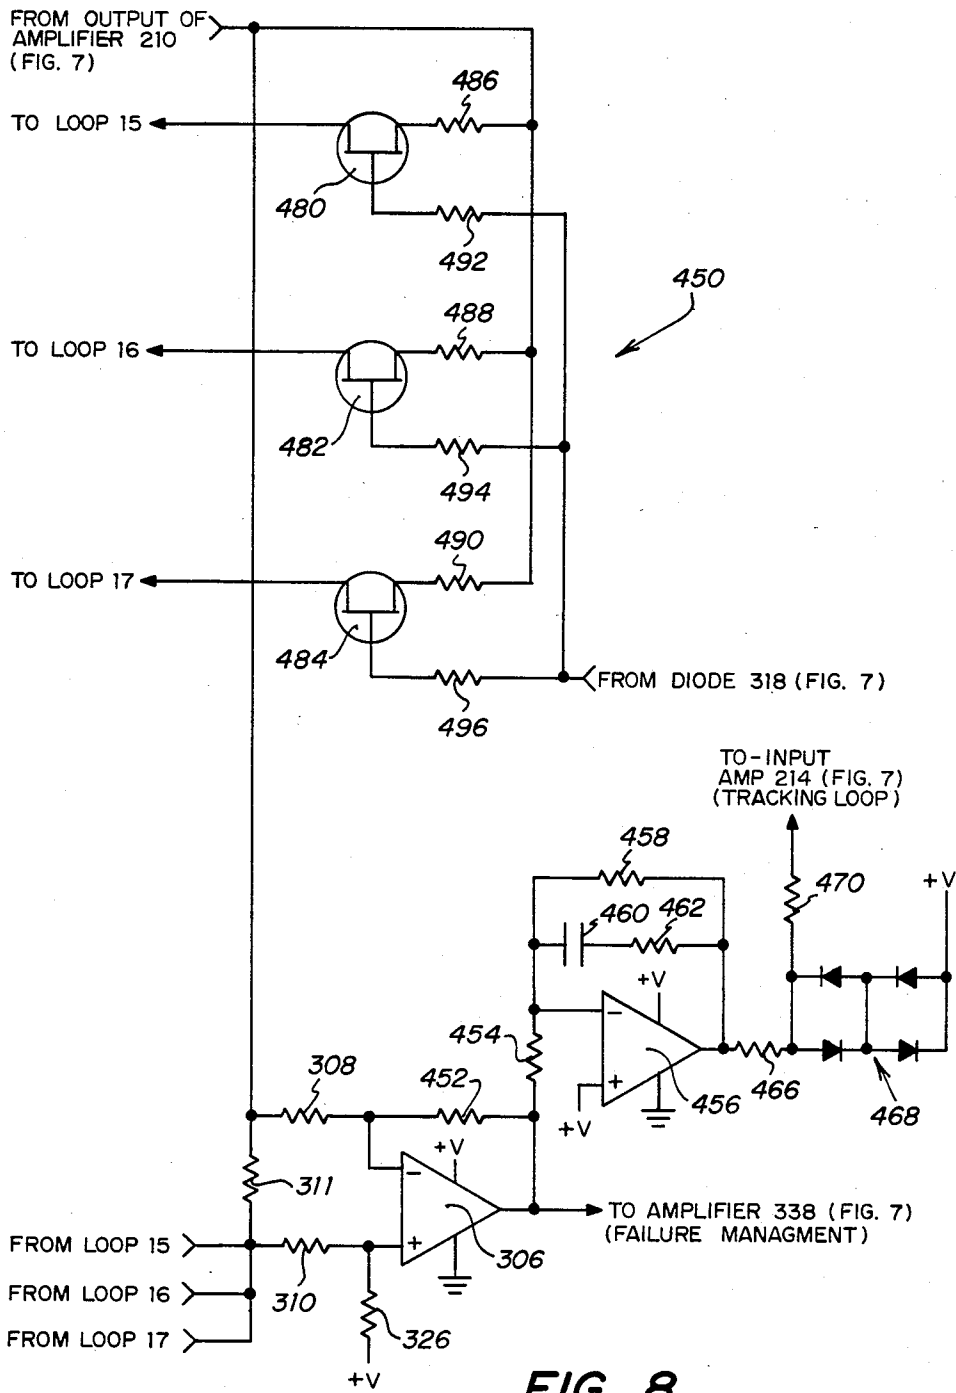 FROM OUTPUT OF
AMPLIFIER 210
(FIG. 7)
486
TO LOOP 15
480
492
450
488
TO LOOP 16
482
494
490
TO LOOP 17
484
FROM DIODE 318 (FIG. 7)
496
TO-INPUT
AMP 214 (FIG. 7)
(TRACKING LOOP)
458
470
+V
460
462
+V
−
454
308
452
+
456
466
468
+V
+V
311
−
TO AMPLIFIER 338 (FIG. 7)
(FAILURE MANAGMENT)
FROM LOOP 15
+
306
310
FROM LOOP 16
326
FROM LOOP 17
+V
FIG. 8